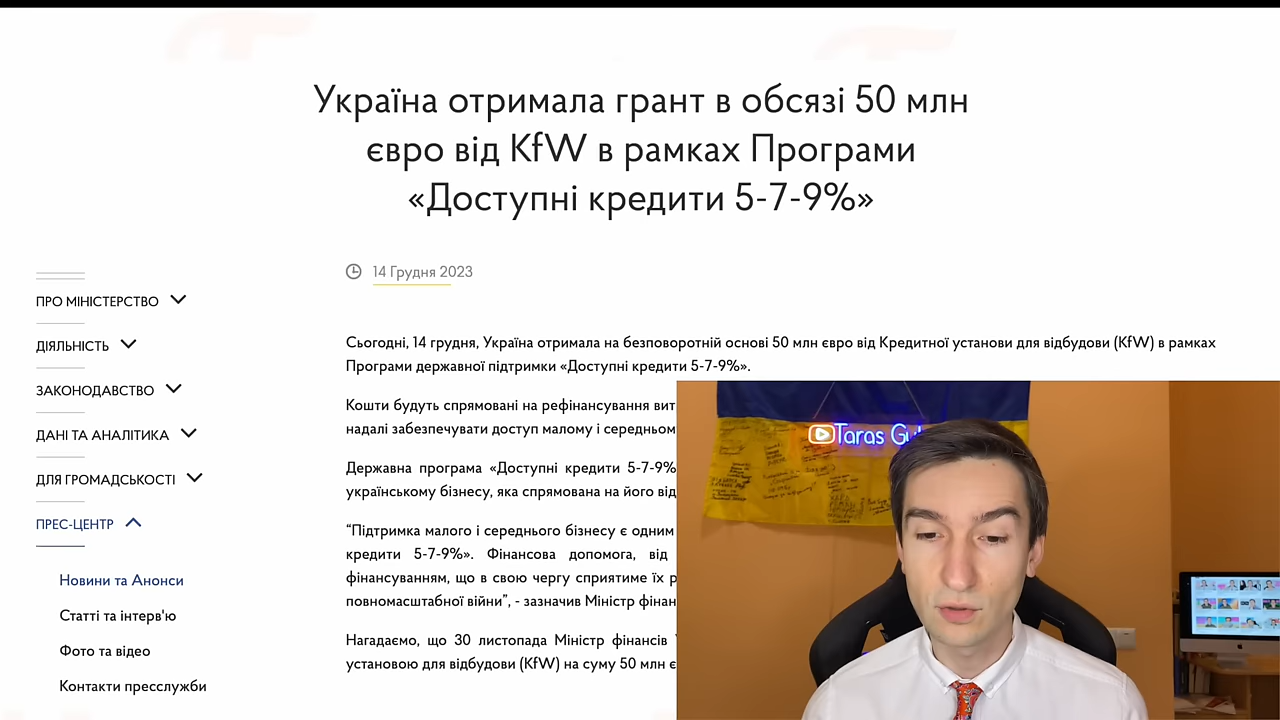 Україна отримала грант в обсязі 50 млн
євро від KfW в рамках Програми
«Доступні кредити 5-7-9%»
14 Грудня 2023
ПРО МІНІСТЕРСТВО
ДІЯЛЬНІСТЬ
ЗАКОНОДАВСТВО
ДАНІ ТА АНАЛІТИКА
ДЛЯ ГРОМАДСЬКОСТІ
ПРЕС-ЦЕНТР
Новини та Анонси
Статті та інтерв'ю
Фото та відео
Контакти пресслужби
Сьогодні, 14 грудня, Україна отримала на безповоротній основі 50 млн євро від Кредитної установи для відбудови (KfW) в рамках
Програми державної підтримки «Доступні кредити 5-7-9%».
Кошти будуть спрямовані на рефінансування вит
надалі забезпечувати доступ малому і середньом
Державна програма «Доступні кредити 5-7-9%
українському бізнесу, яка спрямована на його від
“Підтримка малого і середнього бізнесу є одним
кредити 5-7-9%». Фінансова допомога, від
фінансуванням, що в свою чергу сприятиме їх р
повномасштабної війни”, - зазначив Міністр фінан
Нагадаємо, що 30 листопада Міністр фінансів
установою для відбудови (KfW) на суму 50 млн є
Taras Gu